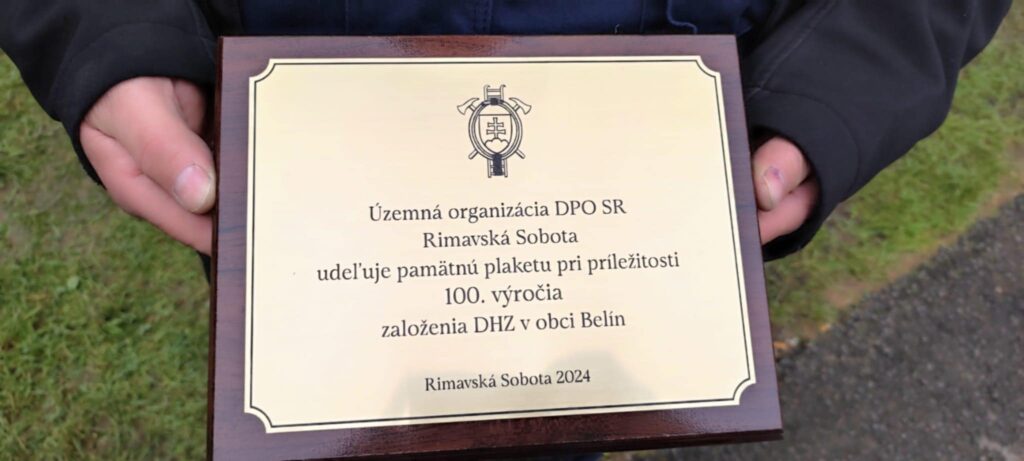 Územná organizácia DPO SR
Rimavská Sobota
udeľuje pamätnú plaketu pri príležitosti
100. výročia
založenia DHZ v obci Belín
Rimavská Sobota 2024